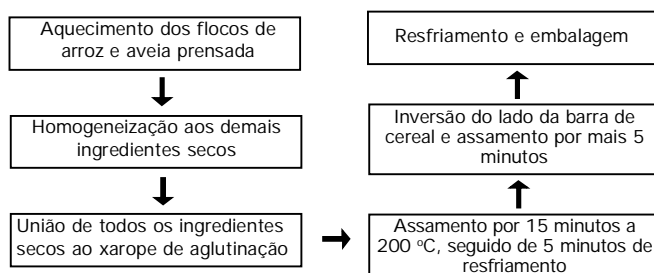 Aquecimento dos flocos de
arroz e aveia prensada
Homogeneização aos demais
ingredientes secos
União de todos os ingredientes
secos ao xarope de aglutinação
Assamento por 15 minutos a
200 ºC, seguido de 5 minutos de
resfriamento
Inversão do lado da barra de
cereal e assamento por mais 5
minutos
Resfriamento e embalagem